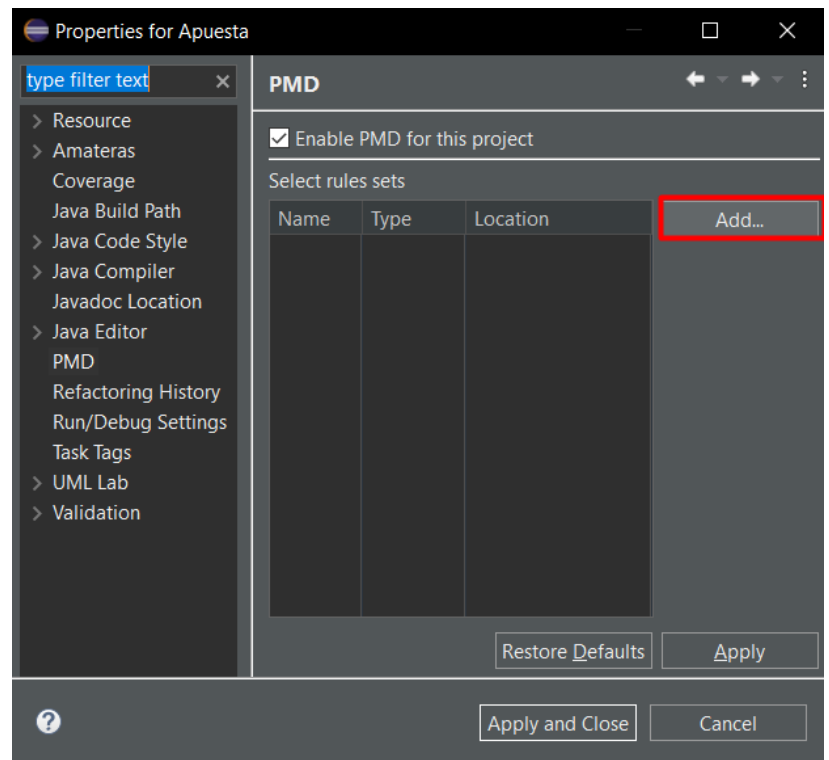 Properties for Apuesta
type filter text
Resource
Amateras
Coverage
Java Build Path
Java Code Style
Java Compiler
Javadoc Location
Java Editor
PMD
Refactoring History
Run/Debug Settings
Task Tags
UML Lab
Validation
PMD
Enable PMD for this project
Select rules sets
Name Type Location
Add...
Restore Defaults Apply
Apply and Close Cancel